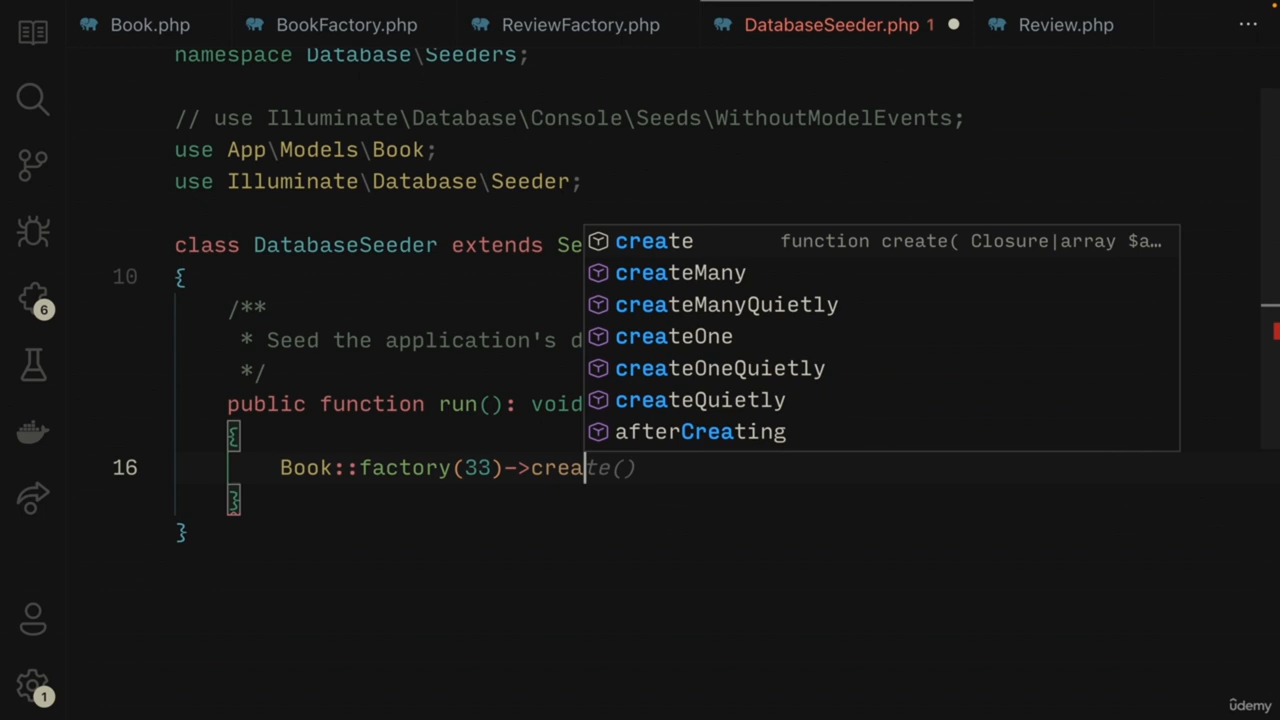 Book.php BookFactory.php ReviewFactory.php DatabaseSeeder.php 1 Review.php ...
namespace Database\Seeders;
// use Illuminate\Database\Console\Seeds\WithoutModelEvents;
use App\Models\Book;
use Illuminate\Database\Seeder;
class DatabaseSeeder extends Se
create function create( Closure|array $a…
10 {
createMany
/**
createManyQuietly
* Seed the application's d
createOne
*/
createOneQuietly
public function run(): void
createQuietly
{
afterCreating
16 Book::factory(33)->create()
}
}
6
1
ûdemy